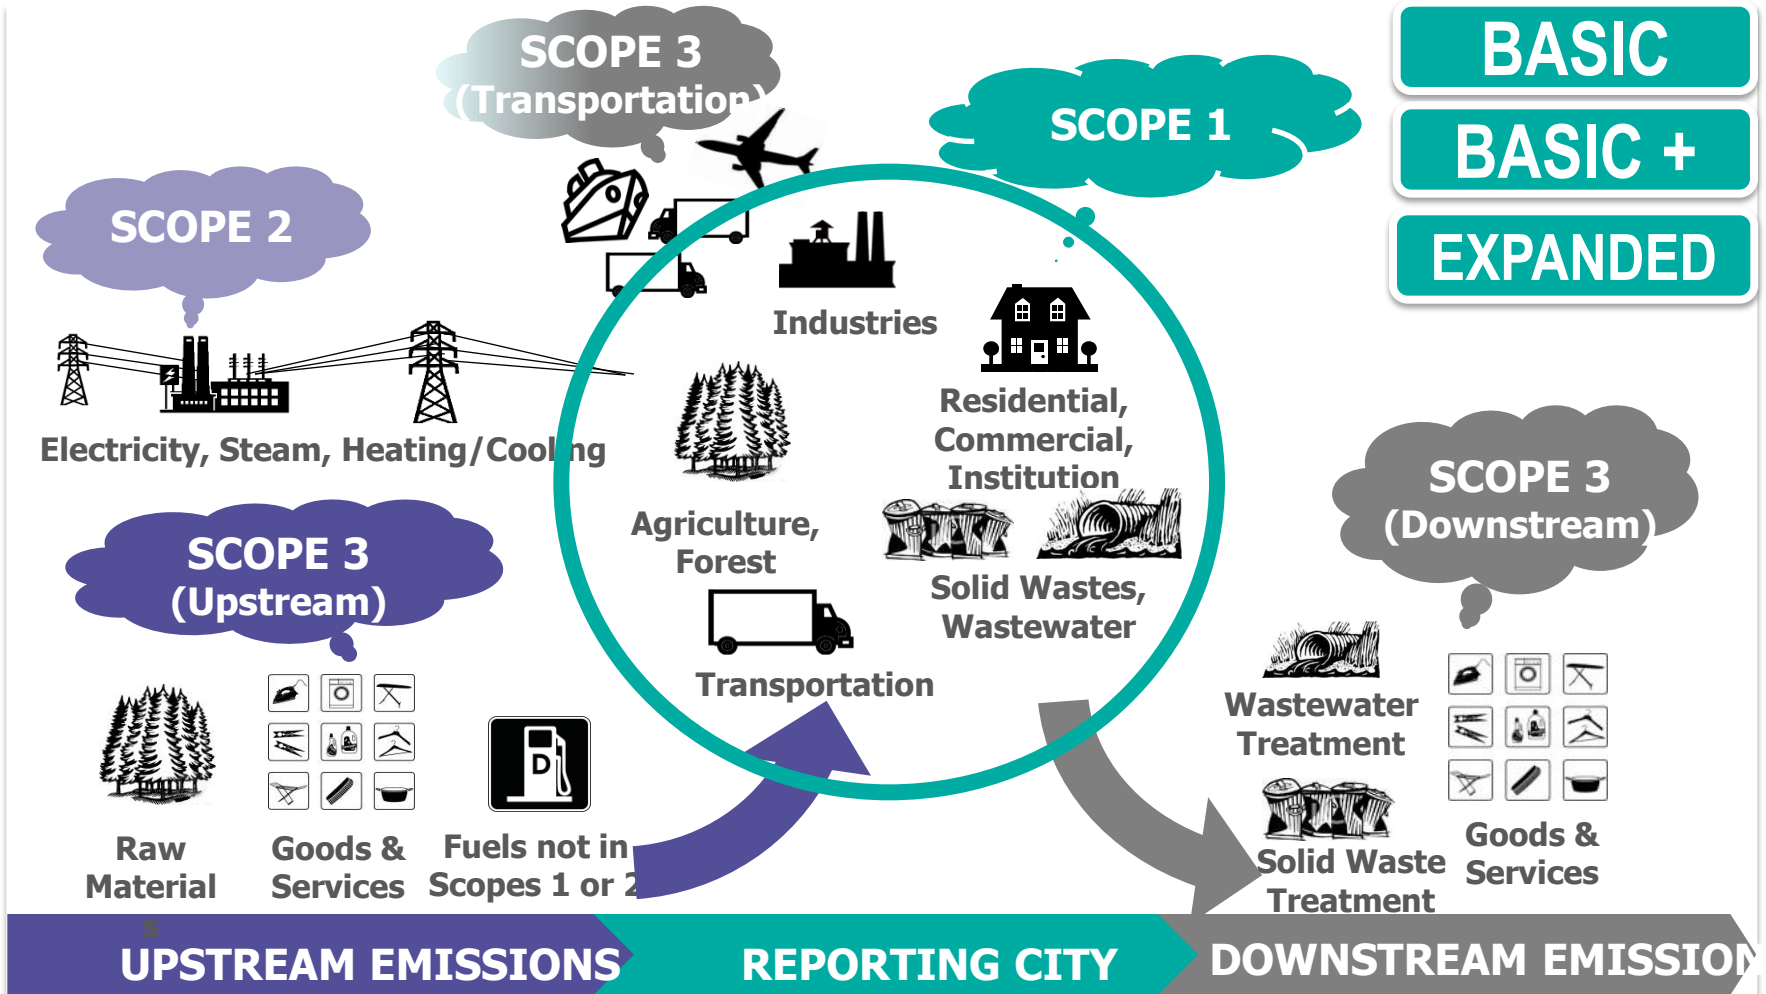 SCOPE 3
(Transportation)
SCOPE 1
BASIC
BASIC +
EXPANDED
SCOPE 2
Industries
Electricity, Steam, Heating/Cooling
Residential,
Commercial,
Institution
Agriculture,
Forest
Solid Wastes,
Wastewater
Transportation
SCOPE 3
(Upstream)
SCOPE 3
(Downstream)
D
Raw
Material
s
Goods &
Services
Fuels not in
Scopes 1 or 2
Wastewater
Treatment
Solid Waste
Treatment
Goods &
Services
UPSTREAM EMISSIONS
REPORTING CITY
DOWNSTREAM EMISSION